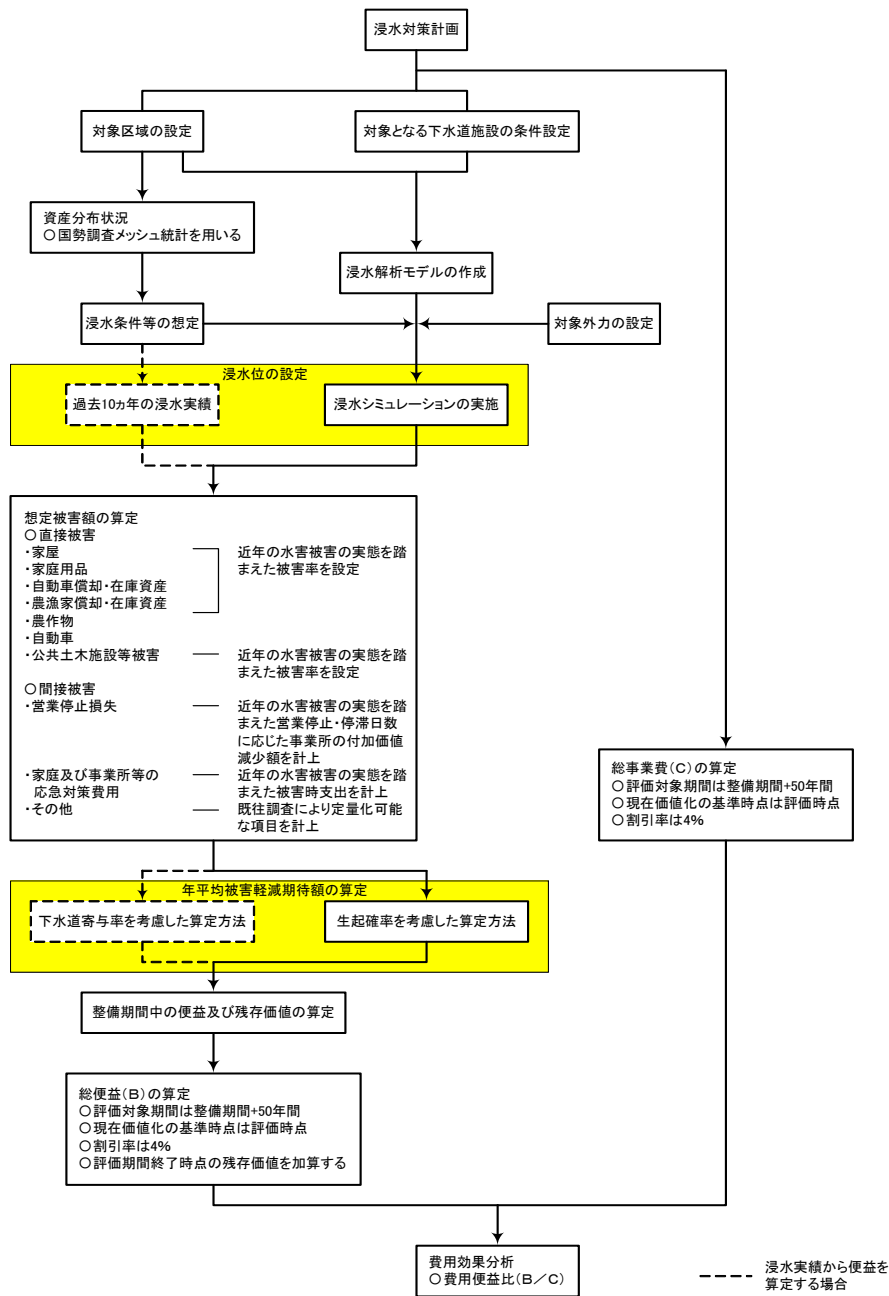 浸水対策計画
対象区域の設定
対象となる下水道施設の条件設定
資産分布状況
○国勢調査メッシュ統計を用いる
浸水解析モデルの作成
浸水条件等の想定
対象外力の設定
浸水位の設定
過去10ヵ年の浸水実績
浸水シミュレーションの実施
想定被害額の算定
○直接被害
・家屋
・家庭用品
・自動車償却・在庫資産
・農漁家償却・在庫資産
・農作物
・自動車
近年の水害被害の実態を踏
まえた被害率を設定
・公共土木施設等被害
近年の水害被害の実態を踏
まえた被害率を設定
○間接被害
・営業停止損失
近年の水害被害の実態を踏
まえた営業停止・停滞日数
に応じた事業所の付加価値
減少額を計上
・家庭及び事業所等の
応急対策費用
近年の水害被害の実態を踏
まえた被害時支出を計上
・その他
既往調査により定量化可能
な項目を計上
総事業費(C)の算定
○評価対象期間は整備期間+50年間
○現在価値化の基準時点は評価時点
○割引率は4%
年平均被害軽減期待額の算定
下水道寄与率を考慮した算定方法
生起確率を考慮した算定方法
整備期間中の便益及び残存価値の算定
総便益(B)の算定
○評価対象期間は整備期間+50年間
○現在価値化の基準時点は評価時点
○割引率は4%
○評価期間終了時点の残存価値を加算する
費用効果分析
○費用便益比(B/C)
浸水実績から便益を
算定する場合